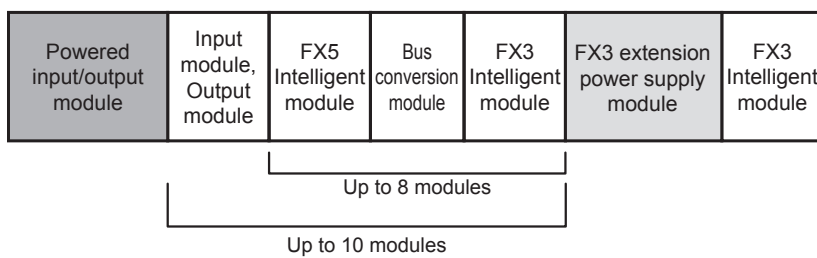 Powered
input/output
module
Input
module,
Output
module
FX5
Intelligent
module
Bus
conversion
module
FX3
Intelligent
module
FX3 extension
power supply
module
FX3
Intelligent
module
Up to 8 modules
Up to 10 modules